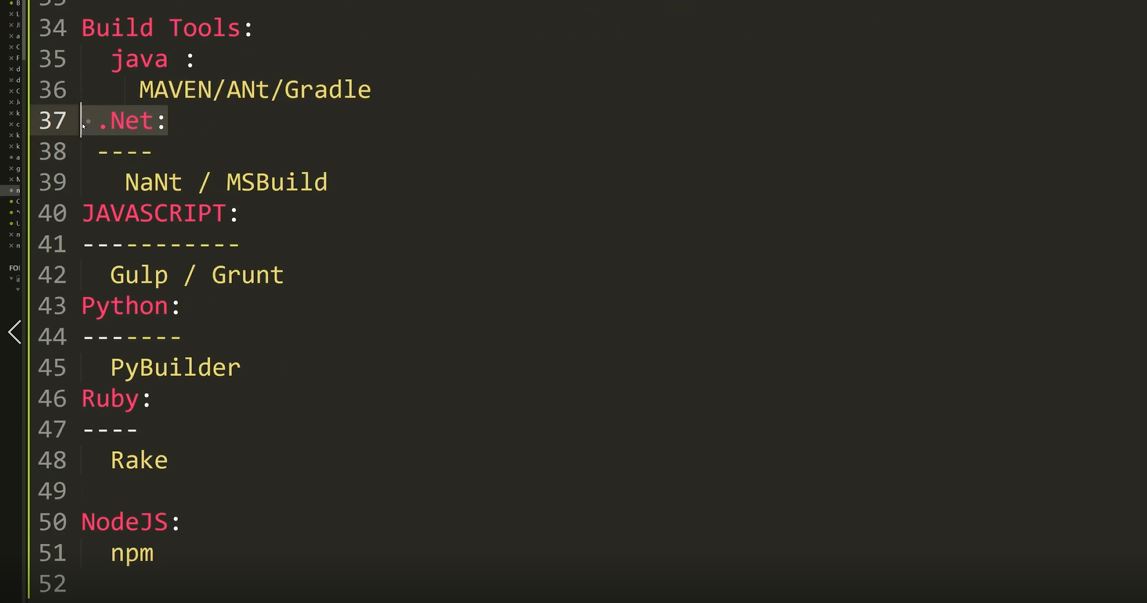 34 Build Tools:
35 java :
36 MAVEN/ANt/Gradle
37 .Net:
38 ----
39 NaNt / MSBuild
40 JAVASCRIPT:
41 -----------
42 Gulp / Grunt
43 Python:
44 -------
45 PyBuilder
46 Ruby:
47 ----
48 Rake
49
50 NodeJS:
51 npm
52